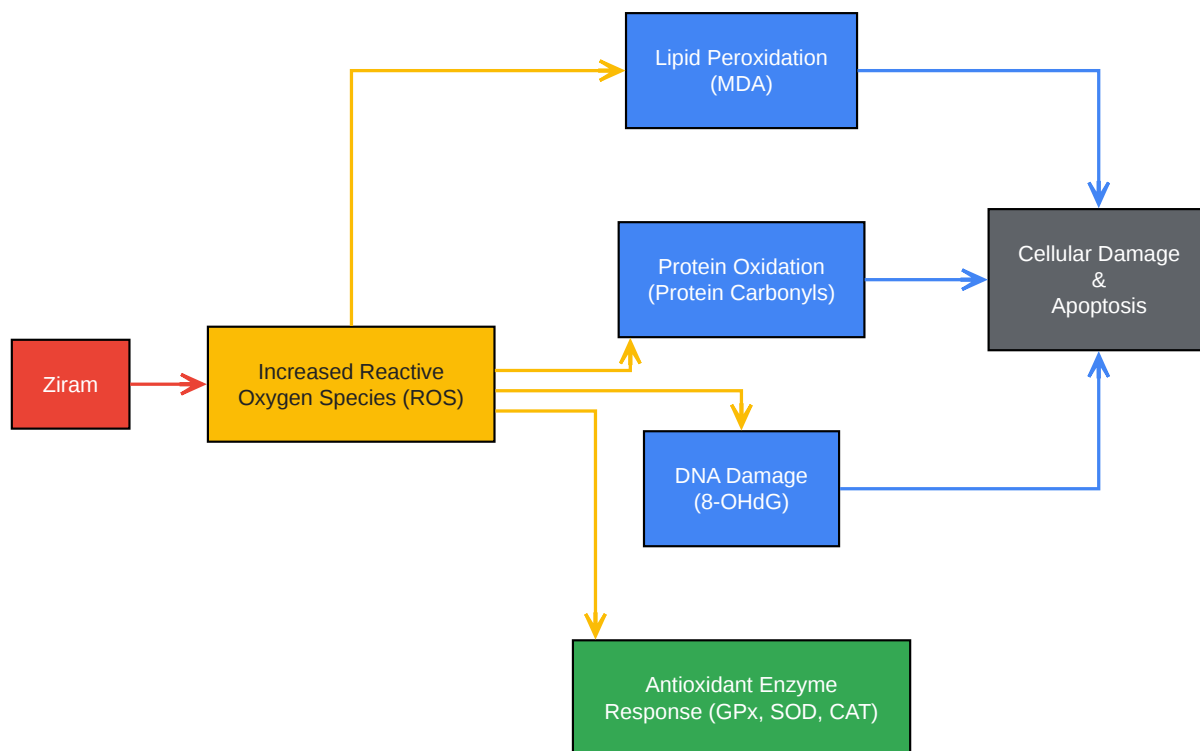 Lipid Peroxidation
(MDA)
Protein Oxidation
(Protein Carbonyls)
Cellular Damage
&
Apoptosis
Ziram
Increased Reactive
Oxygen Species (ROS)
DNA Damage
(8-OHdG)
Antioxidant Enzyme
Response (GPx, SOD, CAT)